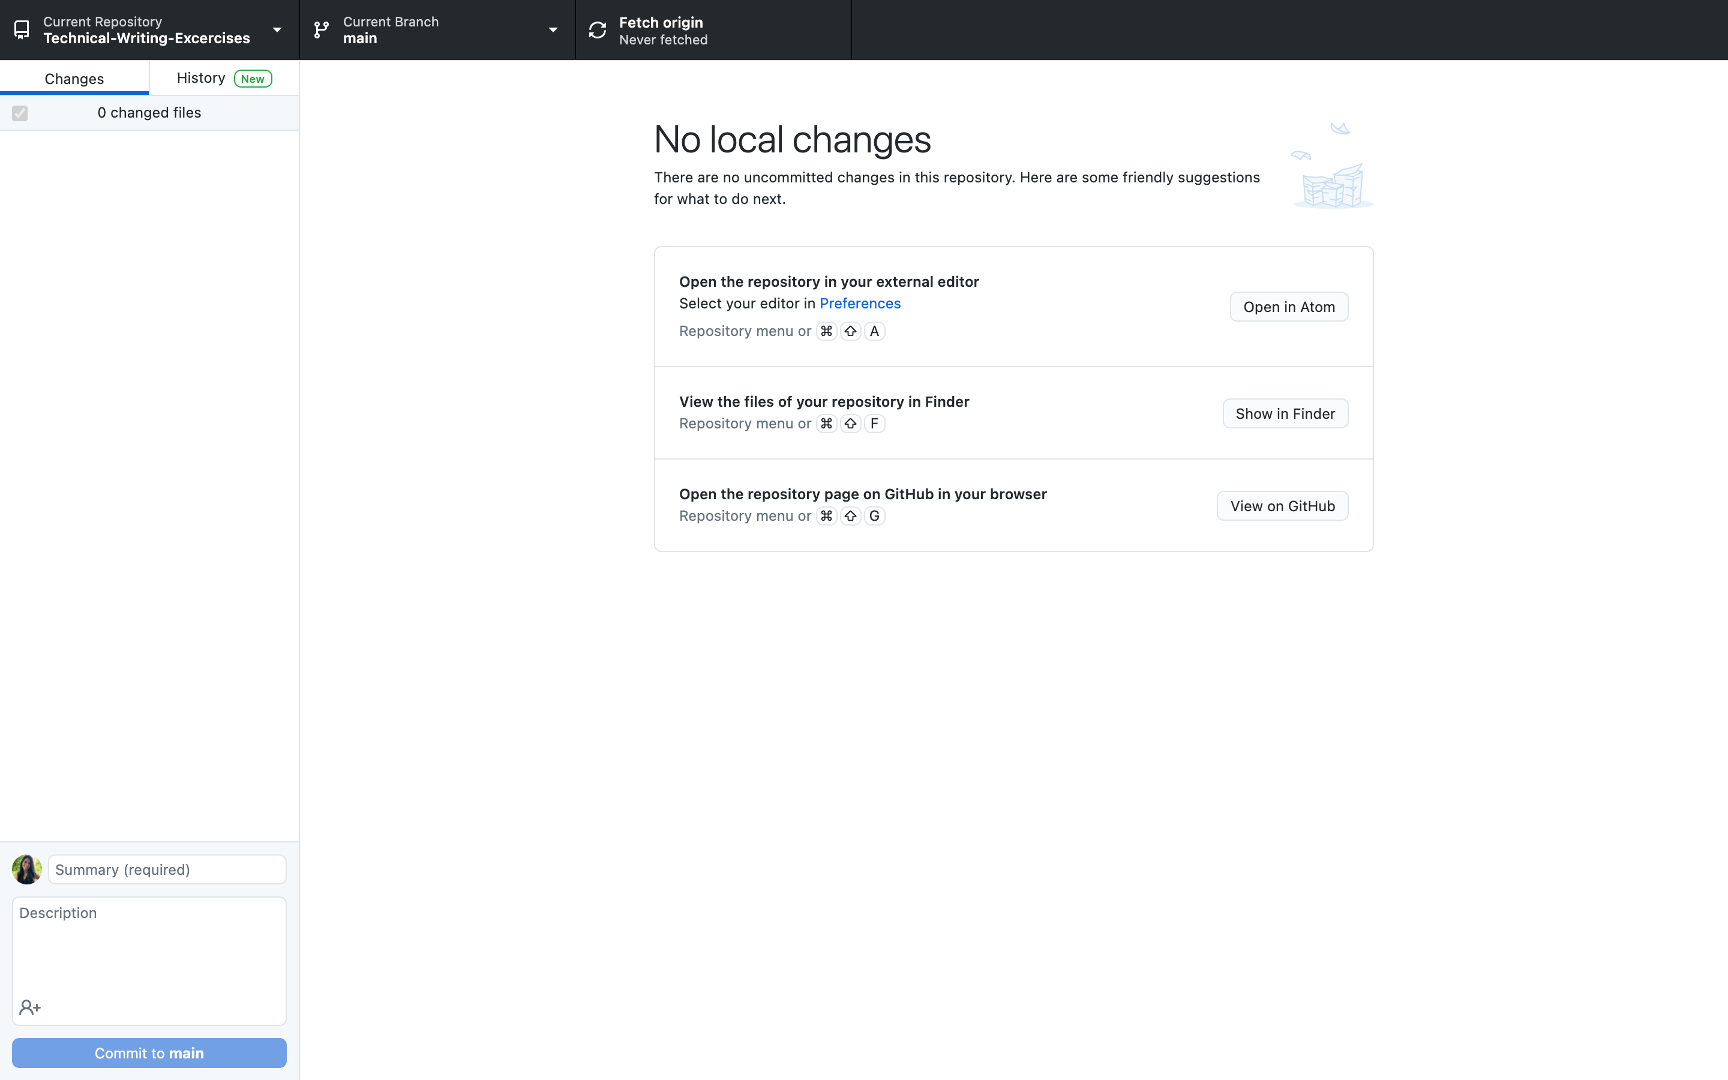 Current Repository
Technical-Writing-Excercises
Current Branch
main
Fetch origin
Never fetched
Changes
History New
0 changed files
No local changes
There are no uncommitted changes in this repository. Here are some friendly suggestions
for what to do next.
Open the repository in your external editor
Select your editor in Preferences
Repository menu or ⌘ ⇧ A
Open in Atom
View the files of your repository in Finder
Repository menu or ⌘ ⇧ F
Show in Finder
Open the repository page on GitHub in your browser
Repository menu or ⌘ ⇧ G
View on GitHub
Summary (required)
Description
Commit to main